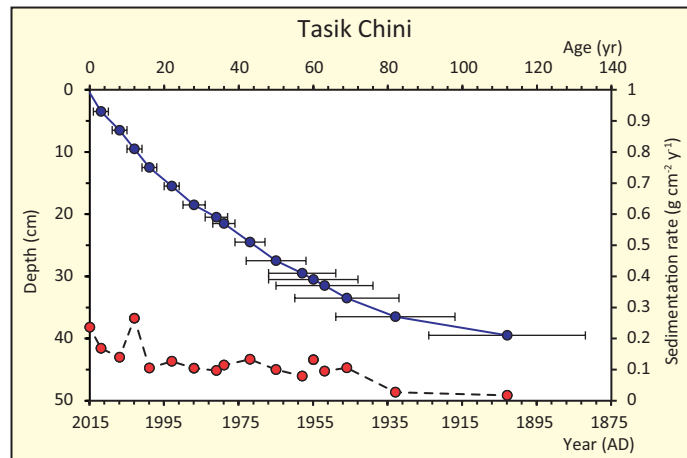 Tasik Chini
Age (yr)
0 20 40 60 80 100 120 140
Depth (cm)
0
10
20
30
40
50
Sedimentation rate (g cm⁻² y⁻¹)
1
0.9
0.8
0.7
0.6
0.5
0.4
0.3
0.2
0.1
0
2015 1995 1975 1955 1935 1915 1895 1875
Year (AD)